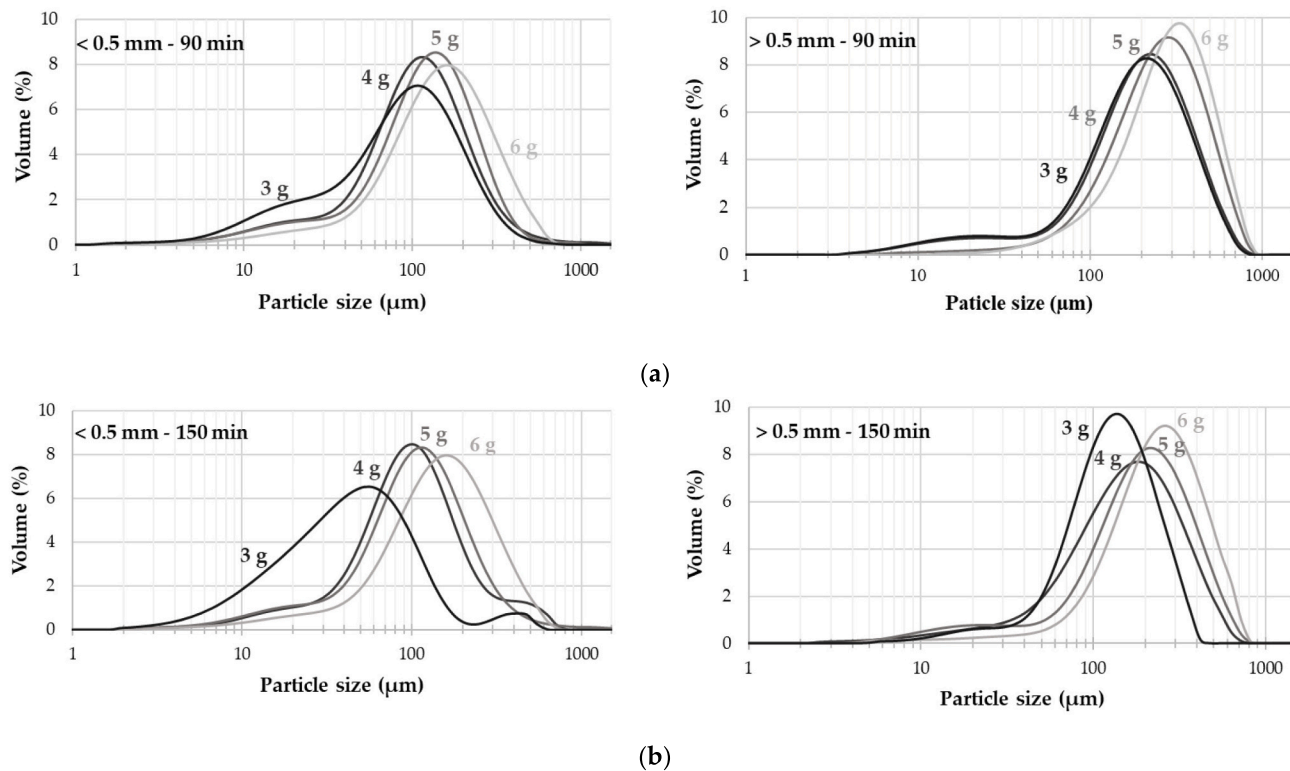 < 0.5 mm - 90 min
Volume (%)
10
8
6
4
2
0
3 g
4 g
5 g
6 g
1
10
100
1000
Particle size (μm)
> 0.5 mm - 90 min
Volume (%)
10
8
6
4
2
0
3 g
4 g
5 g
6 g
1
10
100
1000
Paticle size (μm)
(a)
< 0.5 mm - 150 min
Volume (%)
10
8
6
4
2
0
3 g
4 g
5 g
6 g
1
10
100
1000
Particle size (μm)
> 0.5 mm - 150 min
Volume (%)
10
8
6
4
2
0
3 g
4 g
5 g
6 g
1
10
100
1000
Particle size (μm)
(b)